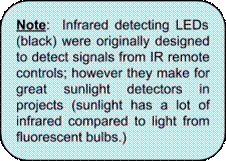 Note:  Infrared detecting LEDs
(black) were originally designed
to detect signals from IR remote
controls; however they make for
great sunlight detectors in
projects (sunlight has a lot of
infrared compared to light from
fluorescent bulbs.)